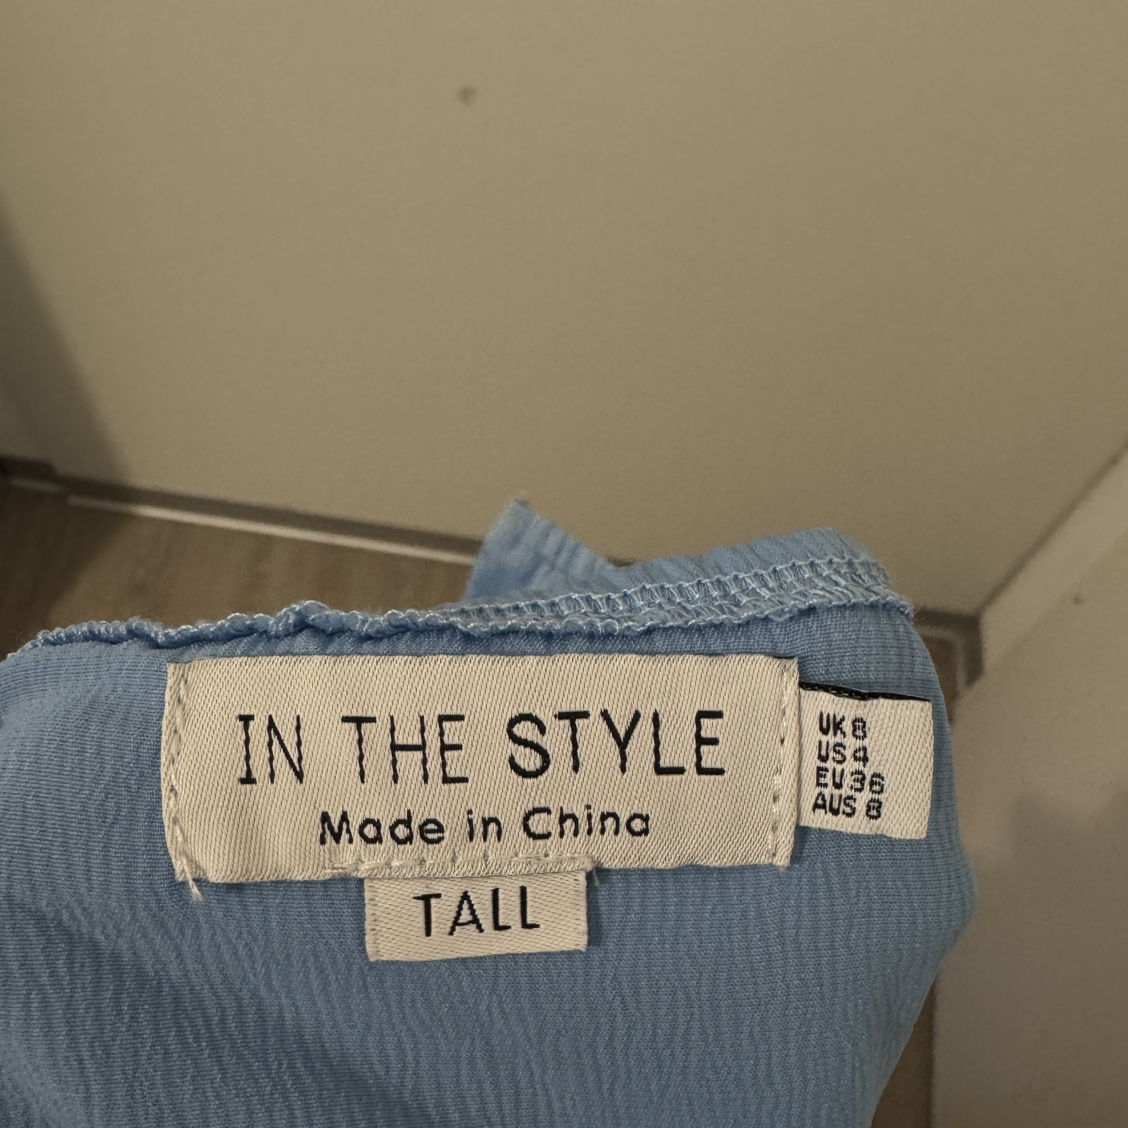 IN THE STYLE
Made in China
TALL
UK 8
US 4
EU 36
AUS 8